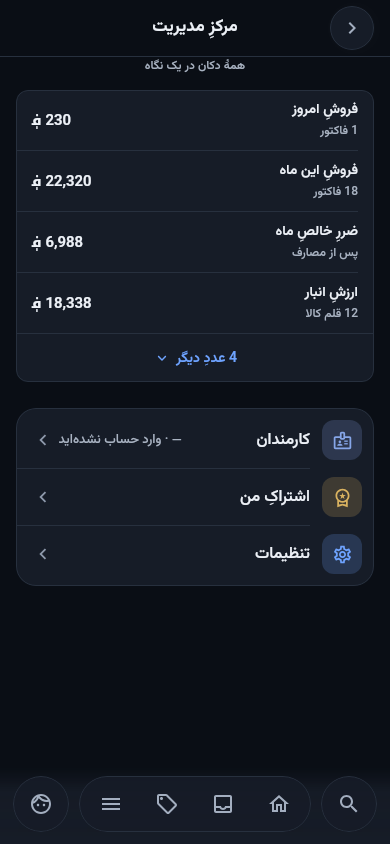 مرکزِ مدیریت
همهٔ دکان در یک نگاه
فروشِ امروز
230 ؋
1 فاکتور
فروشِ این ماه
22,320 ؋
18 فاکتور
ضررِ خالصِ ماه
6,988 ؋
پس از مصارف
ارزشِ انبار
18,338 ؋
12 قلم کالا
4 عددِ دیگر
کارمندان
— · وارد حساب نشده‌اید
اشتراکِ من
تنظیمات